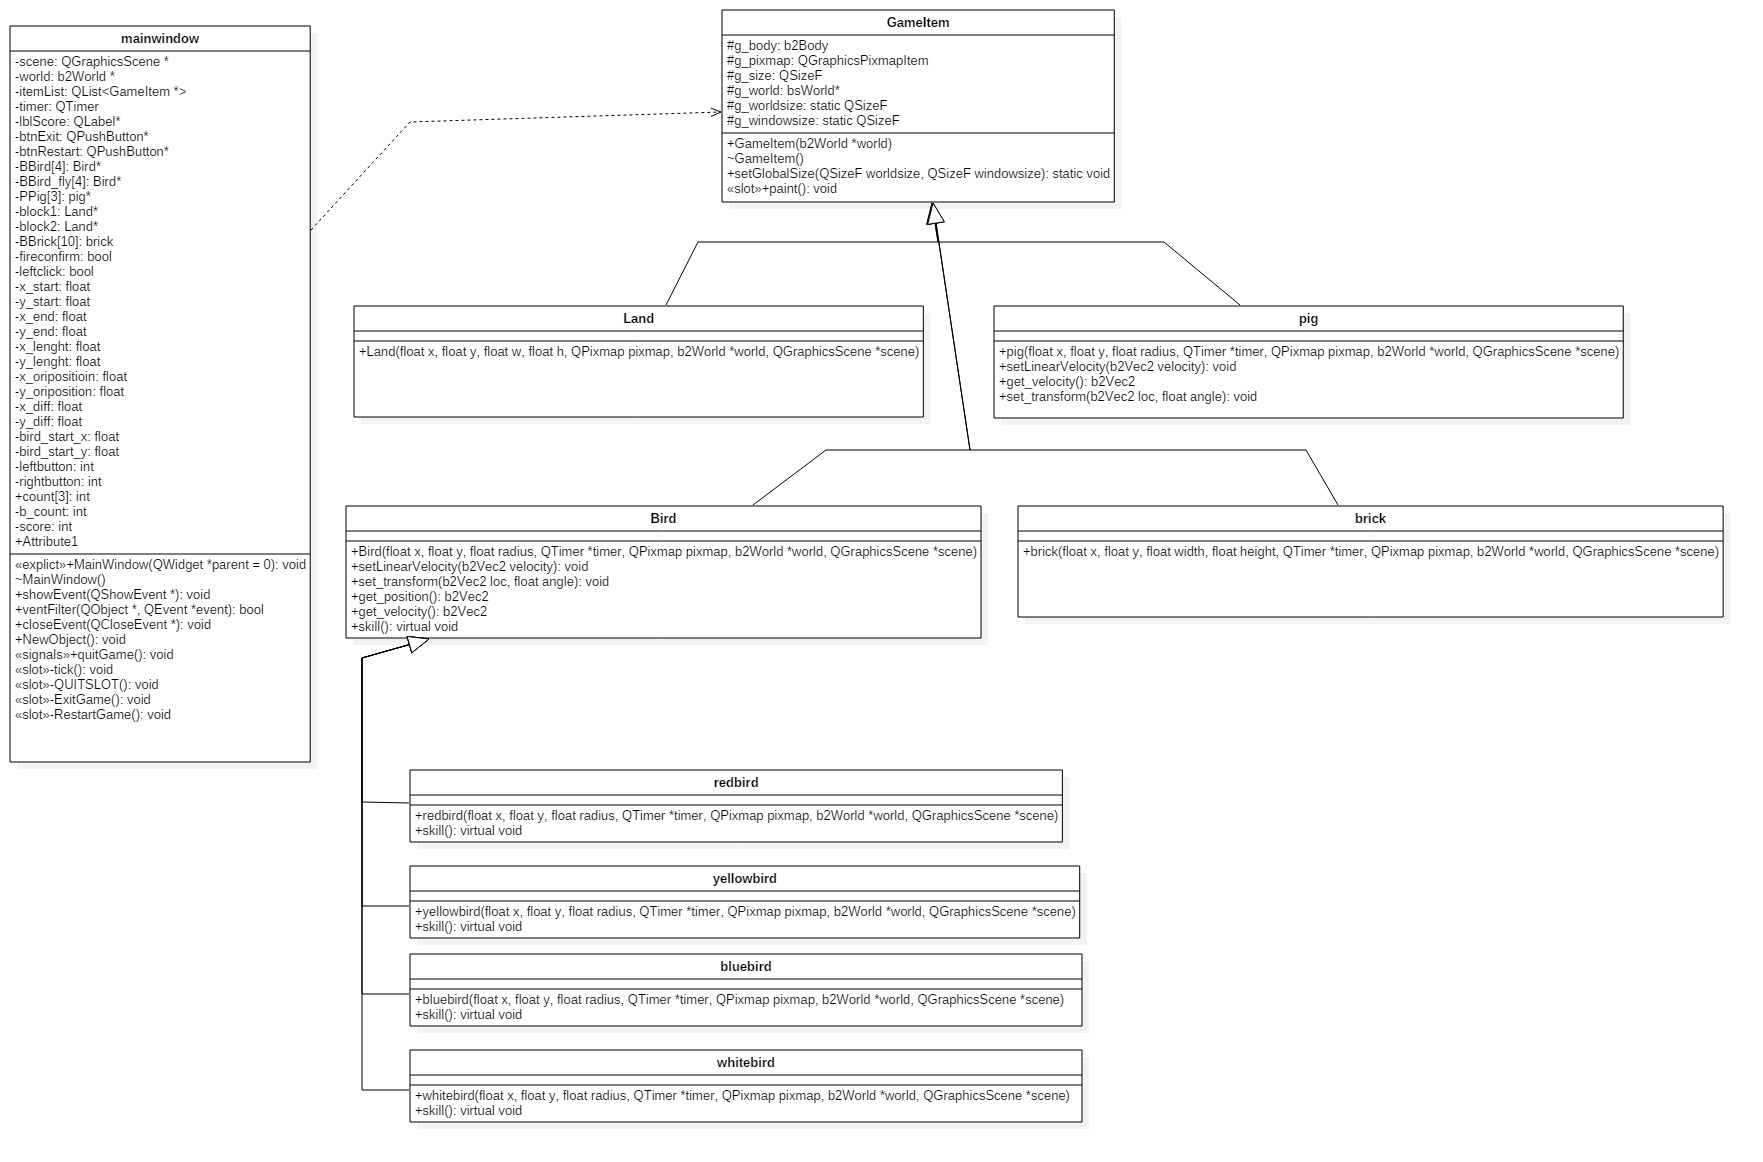 mainwindow
-scene: QGraphicsScene *
-world: b2World *
-itemList: QList<GameItem *>
-timer: QTimer
-lblScore: QLabel*
-btnExit: QPushButton*
-btnRestart: QPushButton*
-BBird[4]: Bird*
-BBird_fly[4]: Bird*
-PPig[3]: pig*
-block1: Land*
-block2: Land*
-BBrick[10]: brick
-fireconfirm: bool
-leftclick: bool
-x_start: float
-y_start: float
-x_end: float
-y_end: float
-x_lenght: float
-y_lenght: float
-x_oripositioin: float
-y_oriposition: float
-x_diff: float
-y_diff: float
-bird_start_x: float
-bird_start_y: float
-leftbutton: int
-rightbutton: int
+count[3]: int
-b_count: int
-score: int
+Attribute1
«explict»+MainWindow(QWidget *parent = 0): void
~MainWindow()
+showEvent(QShowEvent *): void
+ventFilter(QObject *, QEvent *event): bool
+closeEvent(QCloseEvent *): void
+NewObject(): void
«signals»+quitGame(): void
«slot»-tick(): void
«slot»-QUITSLOT(): void
«slot»-ExitGame(): void
«slot»-RestartGame(): void
GameItem
#g_body: b2Body
#g_pixmap: QGraphicsPixmapItem
#g_size: QSizeF
#g_world: bsWorld*
#g_worldsize: static QSizeF
#g_windowsize: static QSizeF
+GameItem(b2World *world)
~GameItem()
+setGlobalSize(QSizeF worldsize, QSizeF windowsize): static void
«slot»+paint(): void
Land
+Land(float x, float y, float w, float h, QPixmap pixmap, b2World *world, QGraphicsScene *scene)
pig
+pig(float x, float y, float radius, QTimer *timer, QPixmap pixmap, b2World *world, QGraphicsScene *scene)
+setLinearVelocity(b2Vec2 velocity): void
+get_velocity(): b2Vec2
+set_transform(b2Vec2 loc, float angle): void
Bird
+Bird(float x, float y, float radius, QTimer *timer, QPixmap pixmap, b2World *world, QGraphicsScene *scene)
+setLinearVelocity(b2Vec2 velocity): void
+set_transform(b2Vec2 loc, float angle): void
+get_position(): b2Vec2
+get_velocity(): b2Vec2
+skill(): virtual void
brick
+brick(float x, float y, float width, float height, QTimer *timer, QPixmap pixmap, b2World *world, QGraphicsScene *scene)
redbird
+redbird(float x, float y, float radius, QTimer *timer, QPixmap pixmap, b2World *world, QGraphicsScene *scene)
+skill(): virtual void
yellowbird
+yellowbird(float x, float y, float radius, QTimer *timer, QPixmap pixmap, b2World *world, QGraphicsScene *scene)
+skill(): virtual void
bluebird
+bluebird(float x, float y, float radius, QTimer *timer, QPixmap pixmap, b2World *world, QGraphicsScene *scene)
+skill(): virtual void
whitebird
+whitebird(float x, float y, float radius, QTimer *timer, QPixmap pixmap, b2World *world, QGraphicsScene *scene)
+skill(): virtual void